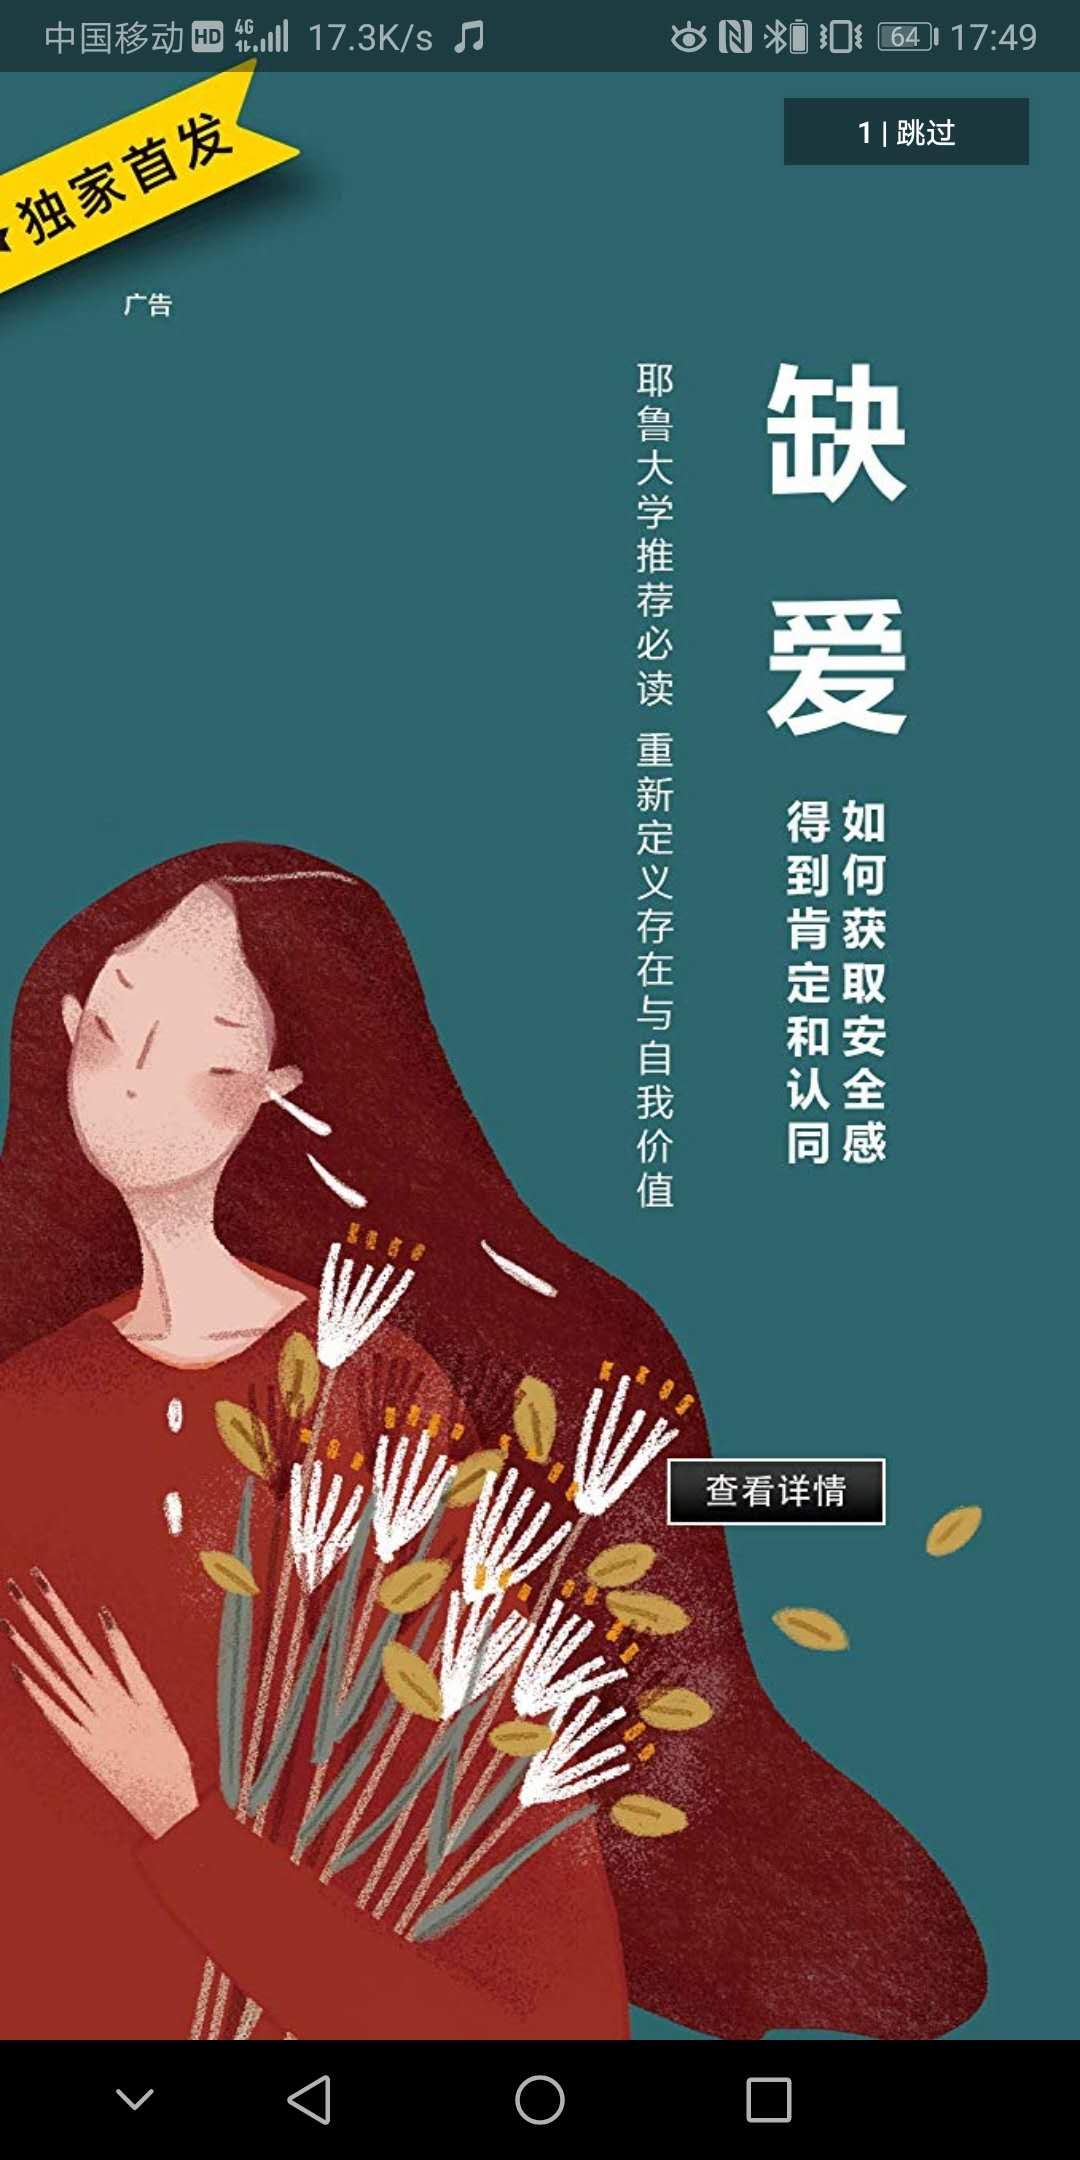 中国移动 HD 4G 17.3K/s 64 17:49
1 | 跳过
独家首发
广告
缺爱
如何获取安全感
得到肯定和认同
耶鲁大学推荐必读 重新定义存在与自我价值
查看详情